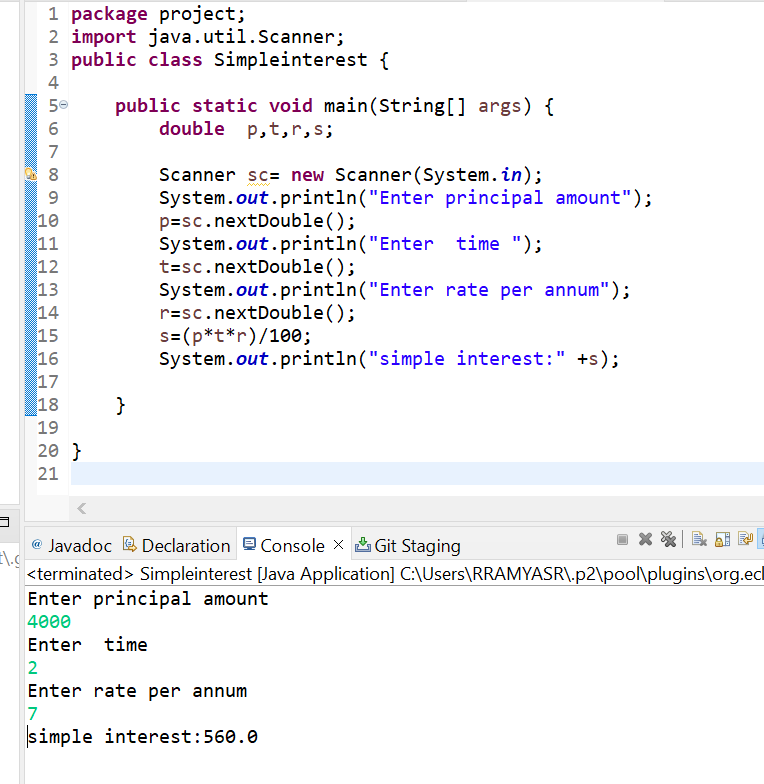 1 package project;
2 import java.util.Scanner;
3 public class Simpleinterest {
4
5 public static void main(String[] args) {
6 double  p,t,r,s;
7
8 Scanner sc= new Scanner(System.in);
9 System.out.println("Enter principal amount");
10 p=sc.nextDouble();
11 System.out.println("Enter  time ");
12 t=sc.nextDouble();
13 System.out.println("Enter rate per annum");
14 r=sc.nextDouble();
15 s=(p*t*r)/100;
16 System.out.println("simple interest:" +s);
17
18 }
19
20 }
21
@ Javadoc Declaration Console Git Staging
<terminated> Simpleinterest [Java Application] C:\Users\RRAMYASR\.p2\pool\plugins\org.ecl
Enter principal amount
4000
Enter  time
2
Enter rate per annum
7
simple interest:560.0